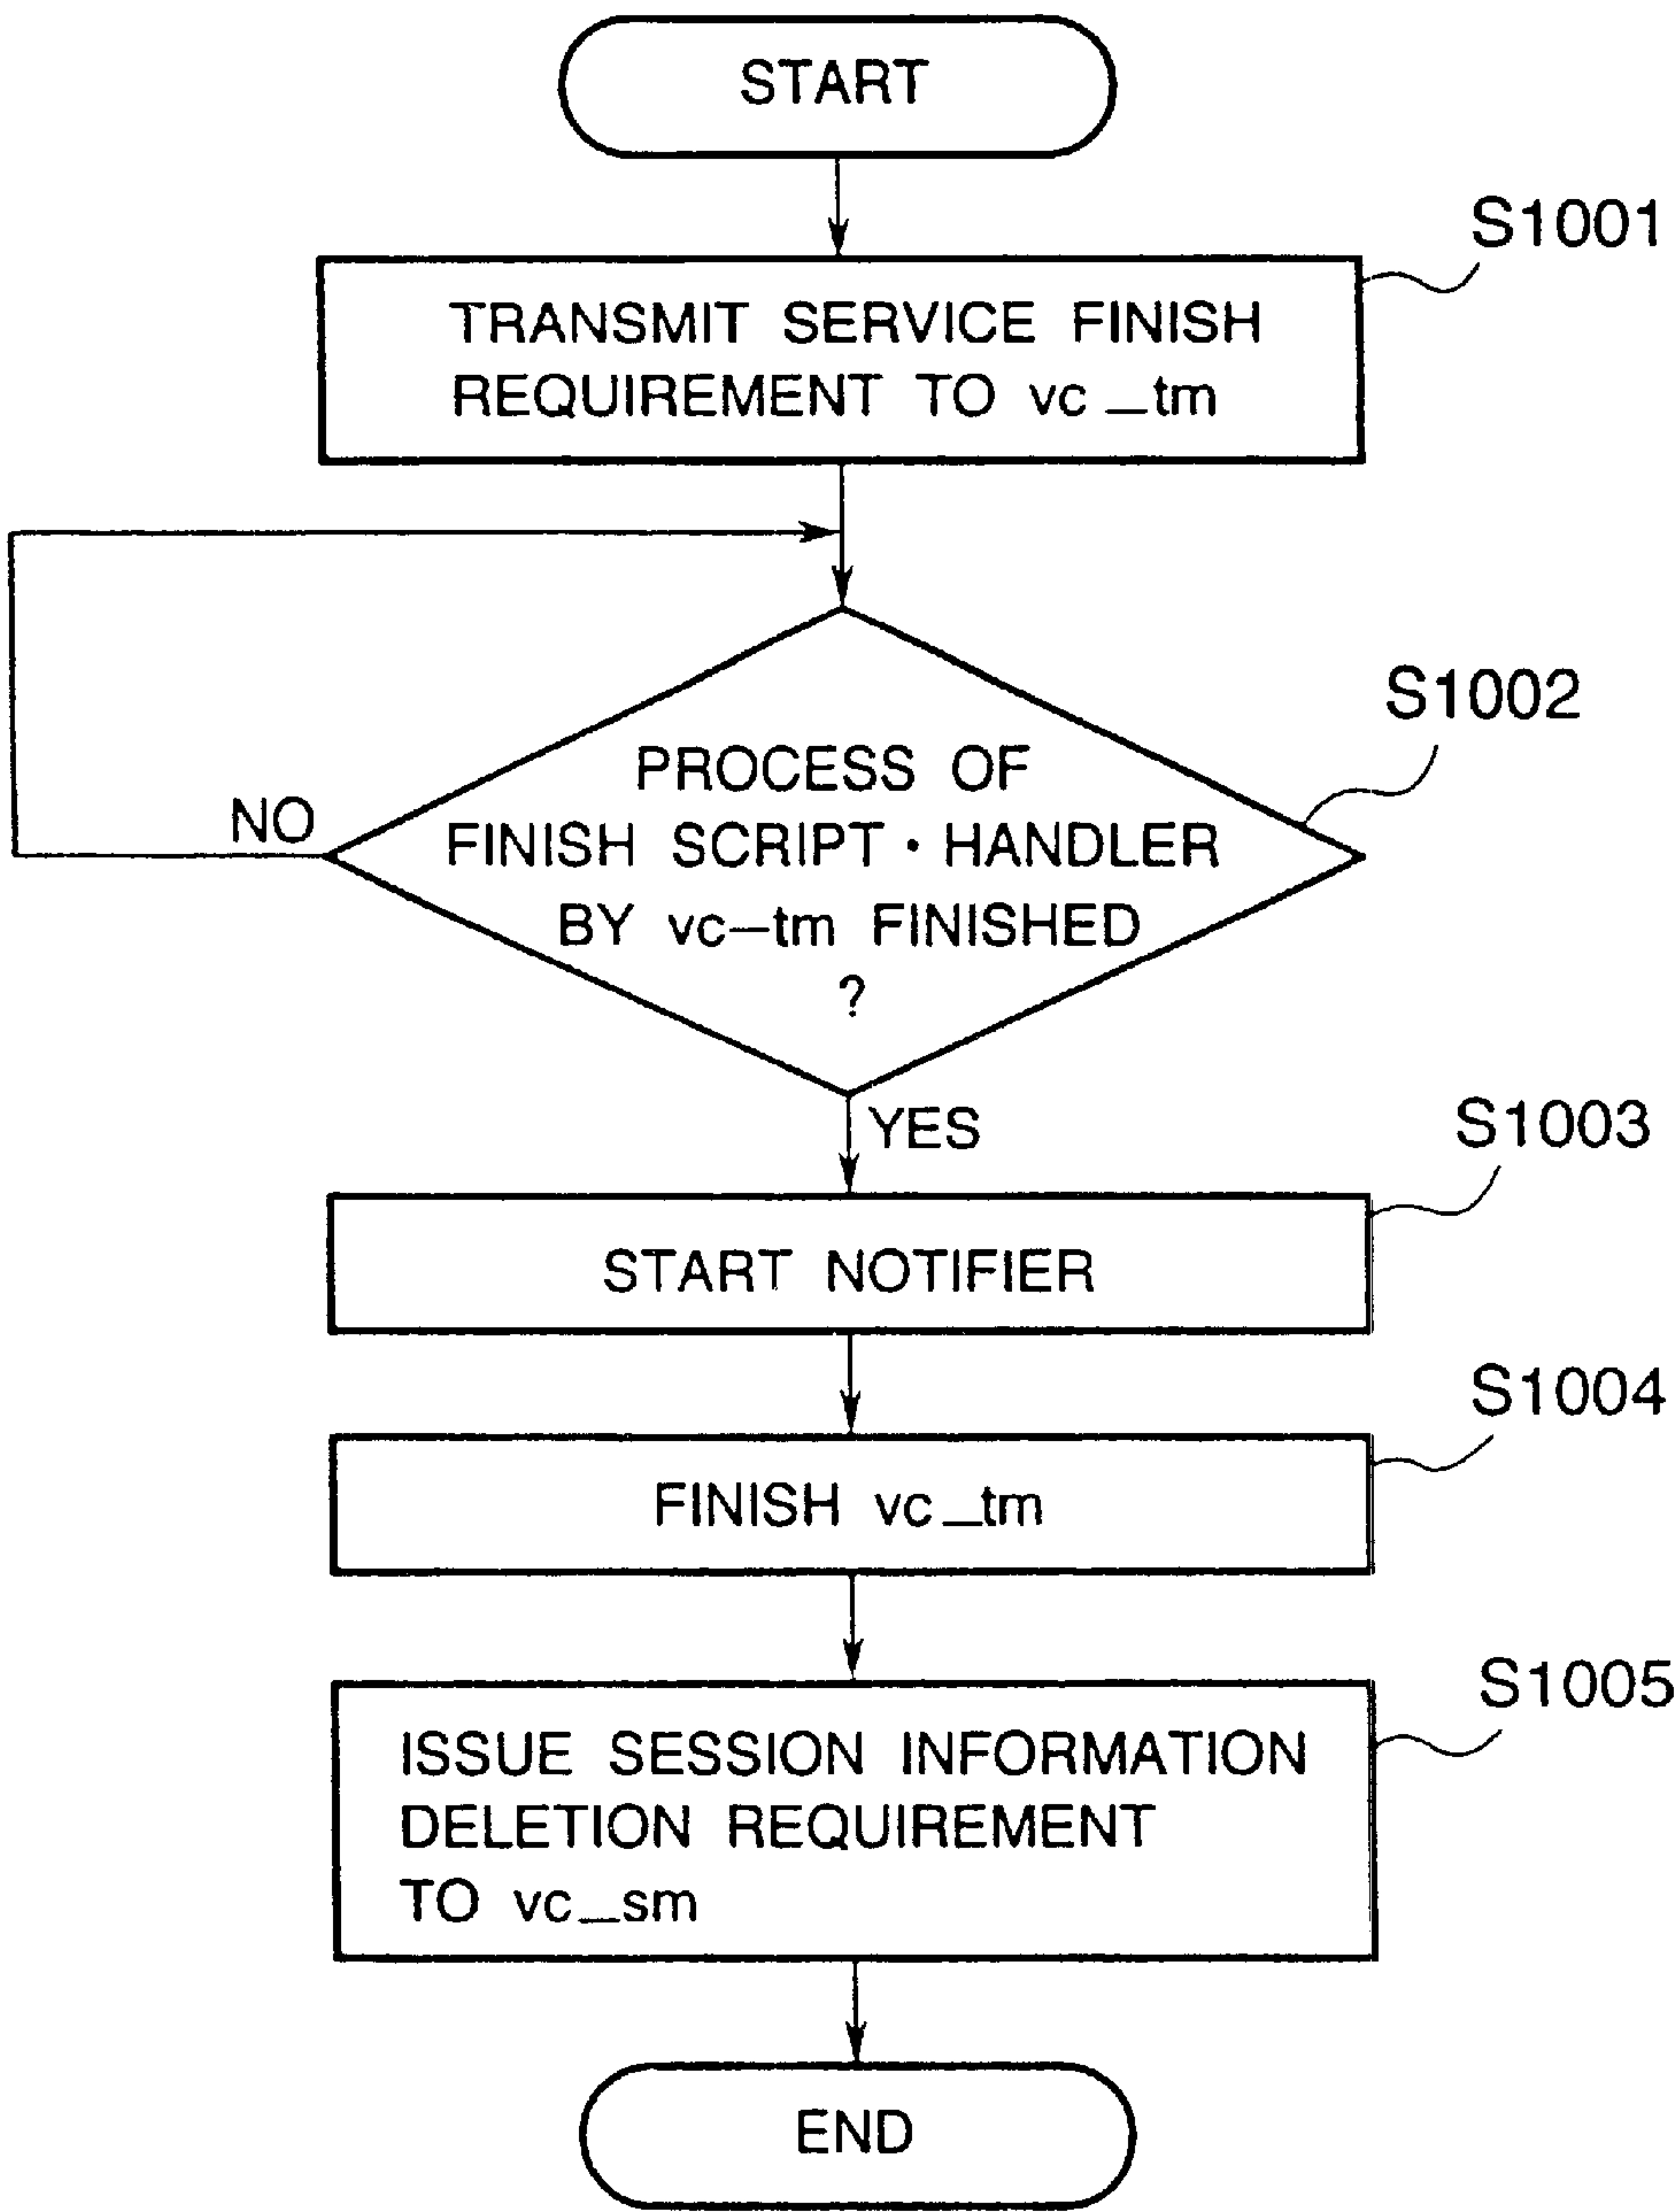 START
S1001
TRANSMIT SERVICE FINISH
REQUIREMENT TO vc_tm
S1002
PROCESS OF
FINISH SCRIPT・HANDLER
BY vc-tm FINISHED
?
NO
YES
S1003
START NOTIFIER
S1004
FINISH vc_tm
S1005
ISSUE SESSION INFORMATION
DELETION REQUIREMENT
TO vc_sm
END